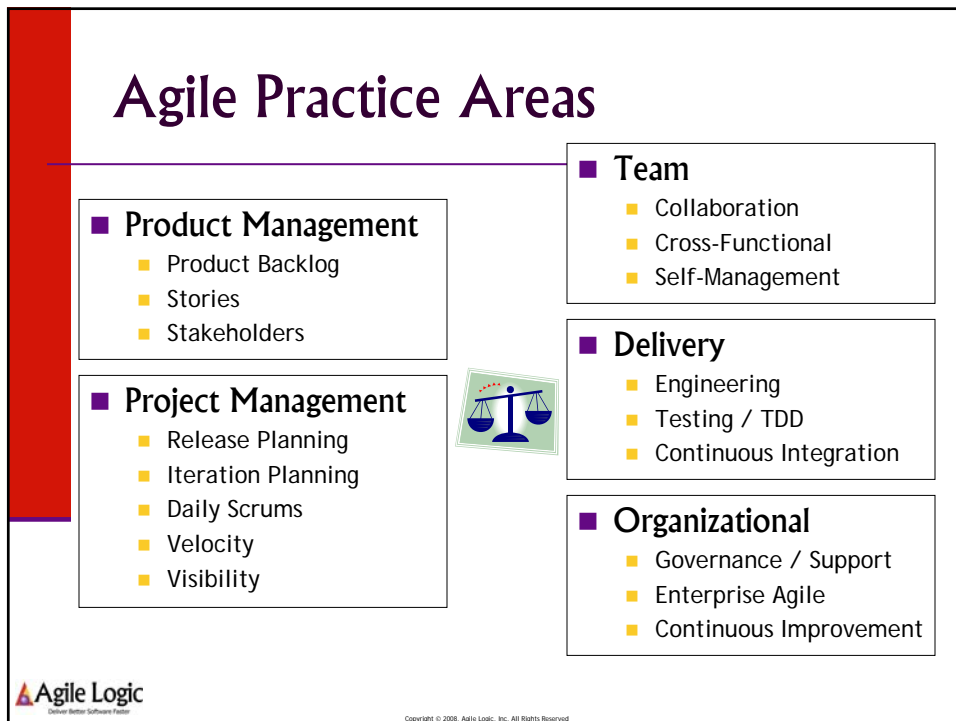 Agile Practice Areas
Product Management
Product Backlog
Stories
Stakeholders
Project Management
Release Planning
Iteration Planning
Daily Scrums
Velocity
Visibility
Team
Collaboration
Cross-Functional
Self-Management
Delivery
Engineering
Testing / TDD
Continuous Integration
Organizational
Governance / Support
Enterprise Agile
Continuous Improvement
Agile Logic
Deliver Better Software Faster
Copyright © 2008, Agile Logic, Inc. All Rights Reserved